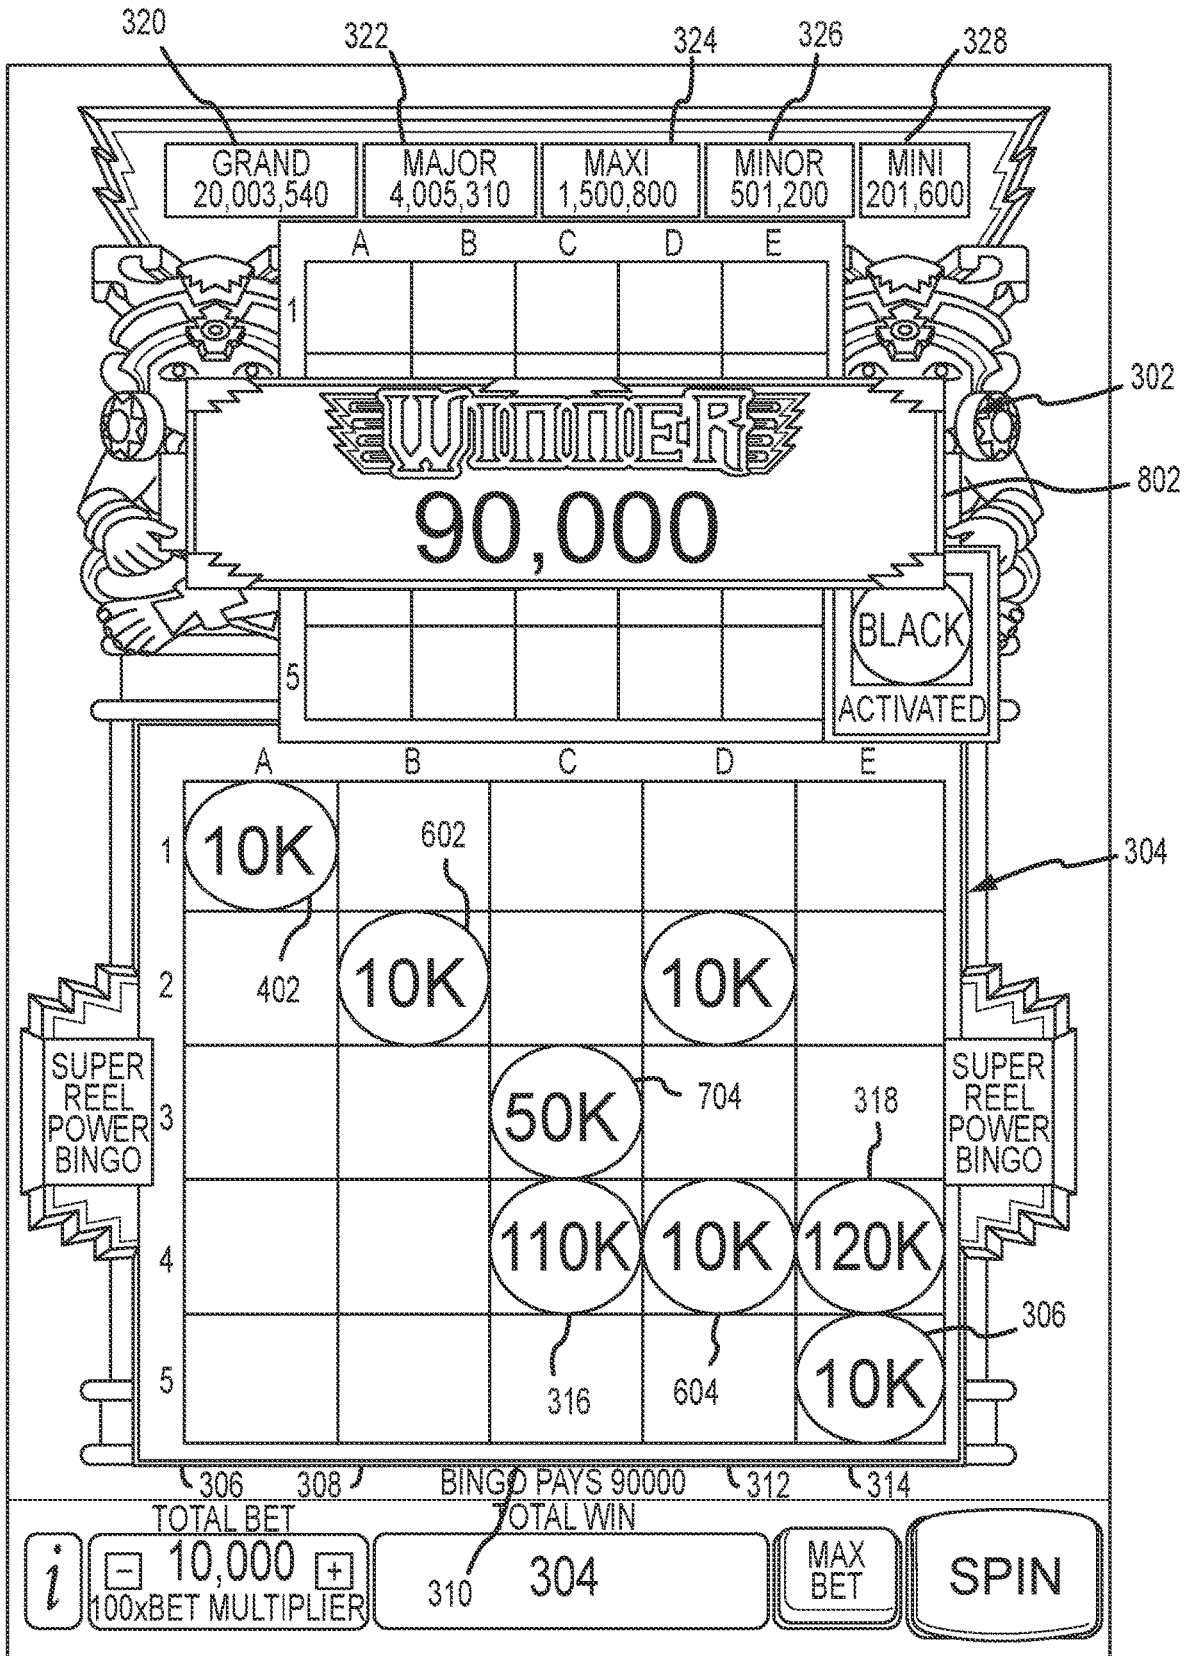 320
322
324
326
328
GRAND
20,003,540
MAJOR
4,005,310
MAXI
1,500,800
MINOR
501,200
MINI
201,600
A B C D E
1
302
WINNER
802
90,000
BLACK
5
ACTIVATED
A B C D E
1
10K
602
304
402
2
10K
10K
SUPER
REEL
POWER
BINGO
3
50K
704
318
SUPER
REEL
POWER
BINGO
4
110K
10K
120K
306
5
316
604
10K
306
308
BINGO PAYS 90000
312
314
TOTAL BET
TOTAL WIN
i
- 10,000 +
100xBET MULTIPLIER
310
304
MAX
BET
SPIN